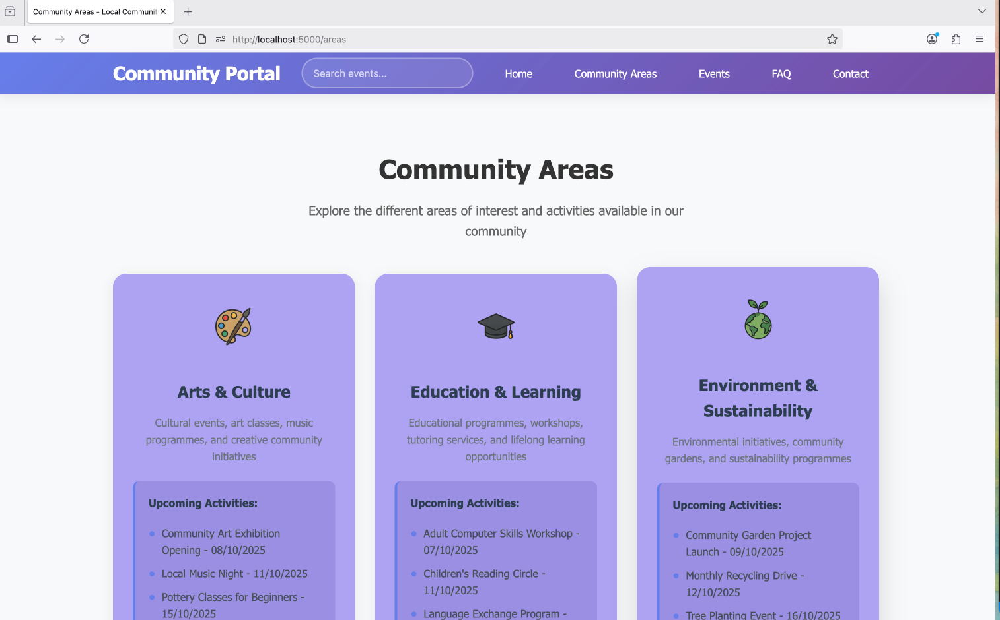 Community Areas - Local Communit
http://localhost:5000/areas
Community Portal
Search events...
Home
Community Areas
Events
FAQ
Contact
Community Areas
Explore the different areas of interest and activities available in our
community
Arts & Culture
Cultural events, art classes, music
programmes, and creative community
initiatives
Upcoming Activities:
Community Art Exhibition
Opening - 08/10/2025
Local Music Night - 11/10/2025
Pottery Classes for Beginners -
15/10/2025
Education & Learning
Educational programmes, workshops,
tutoring services, and lifelong learning
opportunities
Upcoming Activities:
Adult Computer Skills Workshop -
07/10/2025
Children's Reading Circle -
11/10/2025
Language Exchange Program -
Environment &
Sustainability
Environmental initiatives, community
gardens, and sustainability programmes
Upcoming Activities:
Community Garden Project
Launch - 09/10/2025
Monthly Recycling Drive -
12/10/2025
Tree Planting Event - 16/10/2025